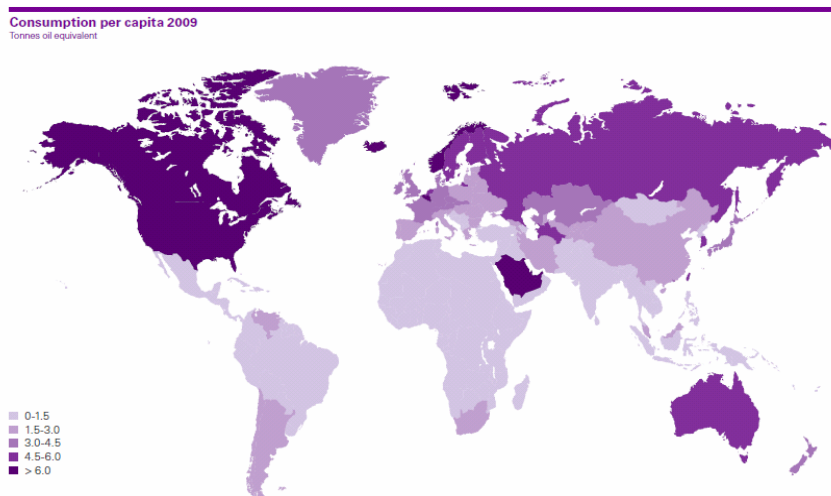 Consumption per capita 2009
Tonnes oil equivalent
0-1.5
1.5-3.0
3.0-4.5
4.5-6.0
> 6.0